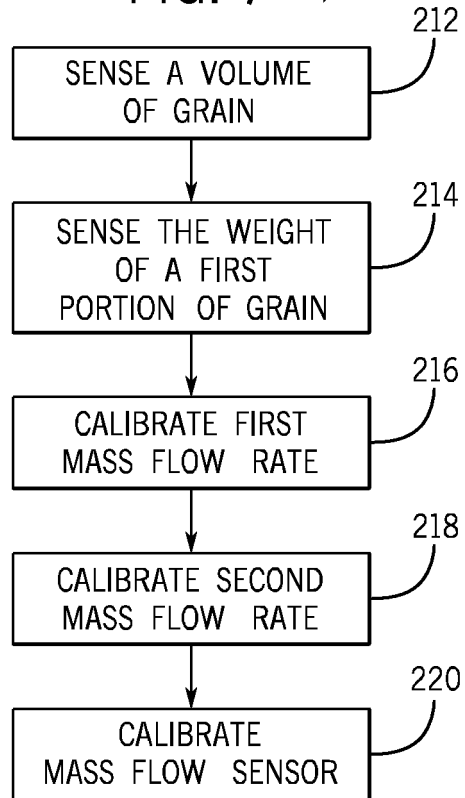 212
SENSE A VOLUME
OF GRAIN
214
SENSE THE WEIGHT
OF A FIRST
PORTION OF GRAIN
216
CALIBRATE FIRST
MASS FLOW RATE
218
CALIBRATE SECOND
MASS FLOW RATE
220
CALIBRATE
MASS FLOW SENSOR